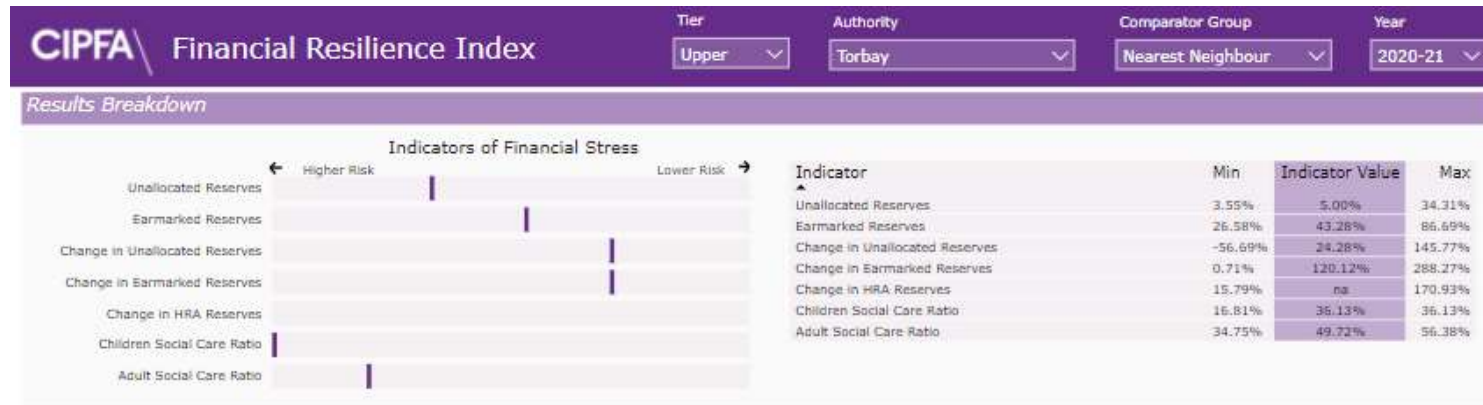 CIPFA\ Financial Resilience Index
Tier
Upper
Authority
Torbay
Comparator Group
Nearest Neighbour
Year
2020-21
Results Breakdown
Indicators of Financial Stress
← Higher Risk Lower Risk →
Unallocated Reserves
Earmarked Reserves
Change in Unallocated Reserves
Change in Earmarked Reserves
Change in HRA Reserves
Children Social Care Ratio
Adult Social Care Ratio
Indicator Min Indicator Value Max
Unallocated Reserves 3.55% 5.00% 34.31%
Earmarked Reserves 26.58% 43.28% 86.69%
Change in Unallocated Reserves -56.69% 24.28% 145.77%
Change in Earmarked Reserves 0.71% 120.12% 288.27%
Change in HRA Reserves 15.79% na 170.93%
Children Social Care Ratio 16.81% 36.13% 36.13%
Adult Social Care Ratio 34.75% 49.72% 56.38%